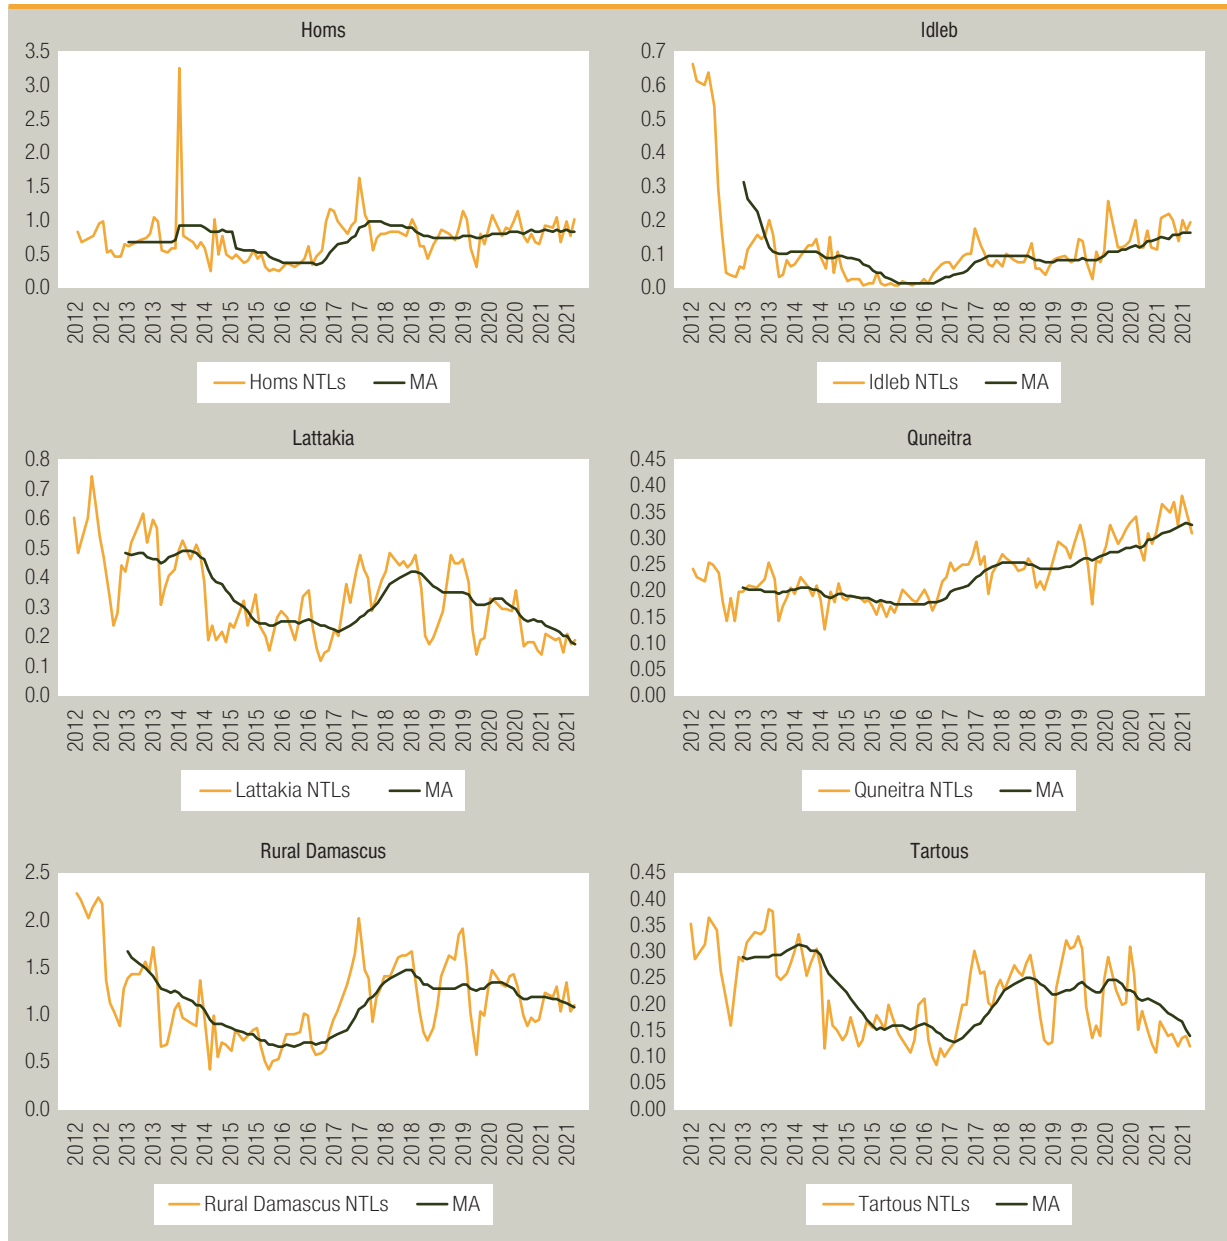 Homs
3.5
3.0
2.5
2.0
1.5
1.0
0.5
0.0
2012 2012 2013 2013 2014 2014 2015 2015 2016 2016 2017 2017 2018 2018 2019 2019 2020 2020 2021 2021
Homs NTLs MA
Idleb
0.7
0.6
0.5
0.4
0.3
0.2
0.1
0.0
2012 2012 2013 2013 2014 2014 2015 2015 2016 2016 2017 2017 2018 2018 2019 2019 2020 2020 2021 2021
Idleb NTLs MA
Lattakia
0.8
0.7
0.6
0.5
0.4
0.3
0.2
0.1
0.0
2012 2012 2013 2013 2014 2014 2015 2015 2016 2016 2017 2017 2018 2018 2019 2019 2020 2020 2021 2021
Lattakia NTLs MA
Quneitra
0.45
0.40
0.35
0.30
0.25
0.20
0.15
0.10
0.05
0.00
2012 2012 2013 2013 2014 2014 2015 2015 2016 2016 2017 2017 2018 2018 2019 2019 2020 2020 2021 2021
Quneitra NTLs MA
Rural Damascus
2.5
2.0
1.5
1.0
0.5
0.0
2012 2012 2013 2013 2014 2014 2015 2015 2016 2016 2017 2017 2018 2018 2019 2019 2020 2020 2021 2021
Rural Damascus NTLs MA
Tartous
0.45
0.40
0.35
0.30
0.25
0.20
0.15
0.10
0.05
0.00
2012 2012 2013 2013 2014 2014 2015 2015 2016 2016 2017 2017 2018 2018 2019 2019 2020 2020 2021 2021
Tartous NTLs MA